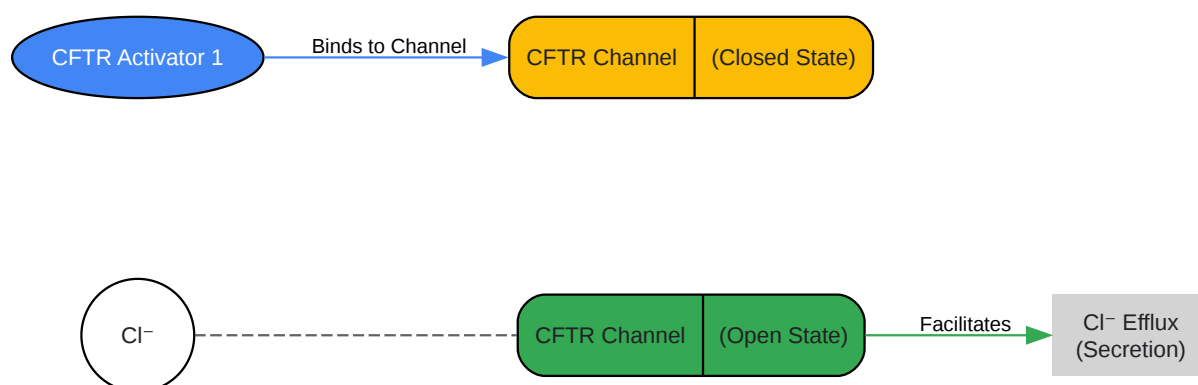 CFTR Activator 1
Binds to Channel
CFTR Channel
(Closed State)
Cl⁻
CFTR Channel
(Open State)
Facilitates
Cl⁻ Efflux
(Secretion)